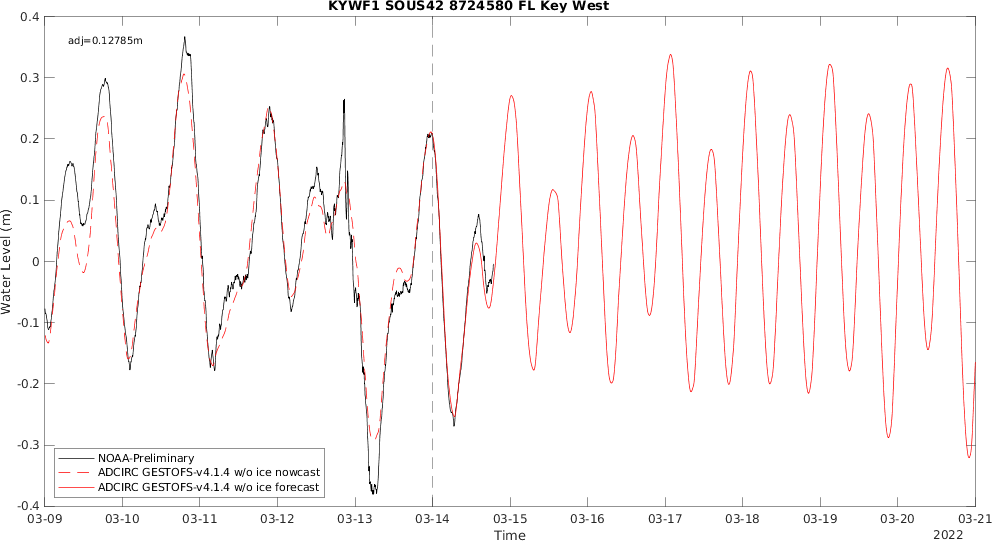 KYWF1 SOUS42 8724580 FL Key West
adj=0.12785m
0.4
0.3
0.2
0.1
0
-0.1
-0.2
-0.3
-0.4
Water Level (m)
NOAA-Preliminary
ADCIRC GESTOFS-v4.1.4 w/o ice nowcast
ADCIRC GESTOFS-v4.1.4 w/o ice forecast
03-09 03-10 03-11 03-12 03-13 03-14 03-15 03-16 03-17 03-18 03-19 03-20 03-21
Time
2022